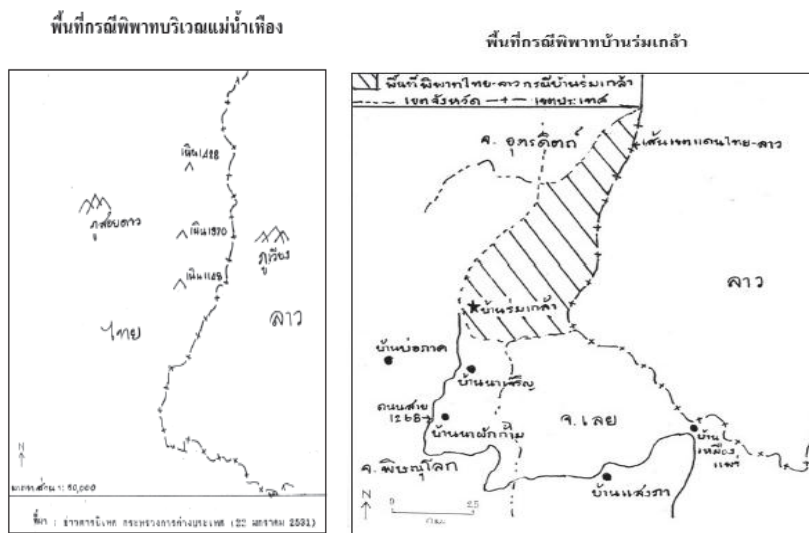 พื้นที่กรณีพิพาทบริเวณแม่น้ำเหือง
เนิน1428
ภูสอยดาว
เนิน1370
ภูเวียง
เนิน1148
ไทย
ลาว
N
มาตราส่วน 1: 50,000
ที่มา : ข่าวสารนิเทศ กระทรวงการต่างประเทศ (22 มกราคม 2531)
พื้นที่กรณีพิพาทบ้านร่มเกล้า
พื้นที่พิพาทไทย-ลาว กรณีบ้านร่มเกล้า
เขตจังหวัด เขตประเทศ
จ. อุตรดิตถ์
เส้นเขตแดนไทย-ลาว
ลาว
บ้านร่มเกล้า
บ้านบ่อภาค
บ้านนาเจริญ
ถนนสาย
1268
บ้านนาผักก้าม
จ. เลย
บ้าน
เหมือง
แพร่
จ. พิษณุโลก
บ้านแสงภา
N
0 25
กม.